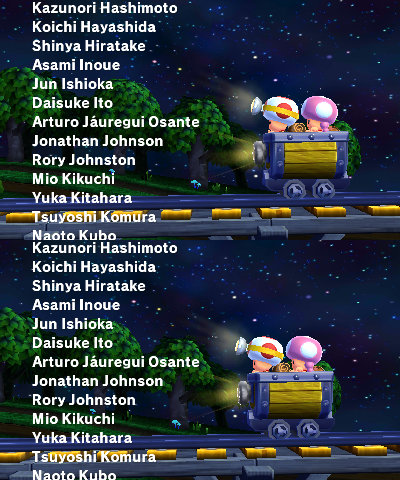 Kazunori Hashimoto
Koichi Hayashida
Shinya Hiratake
Asami Inoue
Jun Ishioka
Daisuke Ito
Arturo Jáuregui Osante
Jonathan Johnson
Rory Johnston
Mio Kikuchi
Yuka Kitahara
Tsuyoshi Komura
Naoto Kubo
Kazunori Hashimoto
Koichi Hayashida
Shinya Hiratake
Asami Inoue
Jun Ishioka
Daisuke Ito
Arturo Jáuregui Osante
Jonathan Johnson
Rory Johnston
Mio Kikuchi
Yuka Kitahara
Tsuyoshi Komura
Naoto Kubo